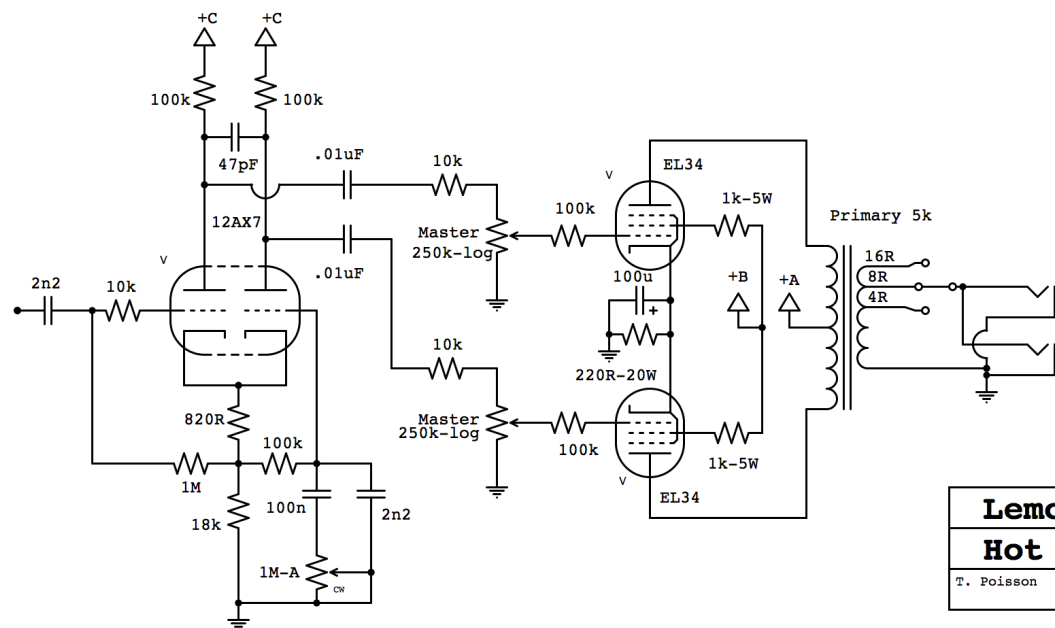 +C +C
100k 100k
47pF
.01uF
10k
12AX7
.01uF
V
2n2
10k
Master
250k-log
100k
V
EL34
1k-5W
Primary 5k
16R
8R
4R
100u
+
+B
+A
220R-20W
10k
Master
250k-log
100k
1k-5W
V
EL34
820R
100k
1M
100n
2n2
18k
1M-A
CW
Lemo
Hot
T. Poisson